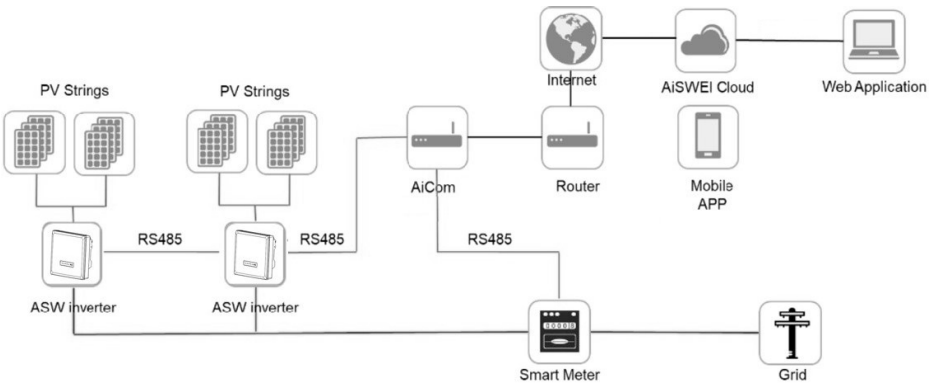 Internet
AiSWEI Cloud
Web Application
PV Strings
PV Strings
AiCom
Router
Mobile
APP
RS485
RS485
RS485
ASW inverter
ASW inverter
00008
Smart Meter
Grid